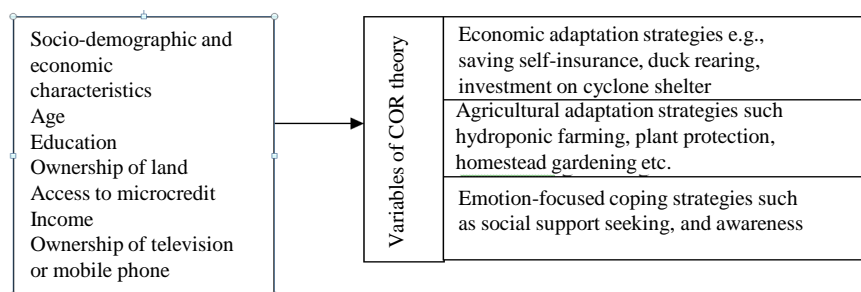 Socio-demographic and
economic
characteristics
Age
Education
Ownership of land
Access to microcredit
Income
Ownership of television
or mobile phone
Variables of COR theory
Economic adaptation strategies e.g.,
saving self-insurance, duck rearing,
investment on cyclone shelter
Agricultural adaptation strategies such
hydroponic farming, plant protection,
homestead gardening etc.
Emotion-focused coping strategies such
as social support seeking, and awareness